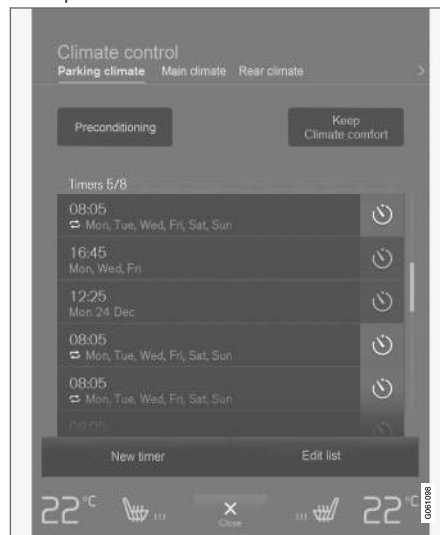 Climate control
Parking climate Main climate Rear climate
Preconditioning
Keep
Climate comfort
Timers 5/8
08:05
Mon, Tue, Wed, Fri, Sat, Sun
16:45
Mon, Wed, Fri
12:25
Mon 24 Dec
08:05
Mon, Tue, Wed, Fri, Sat, Sun
08:05
Mon, Tue, Wed, Fri, Sat, Sun
08:05
New timer Edit list
22°C 22°C
Close
G061098